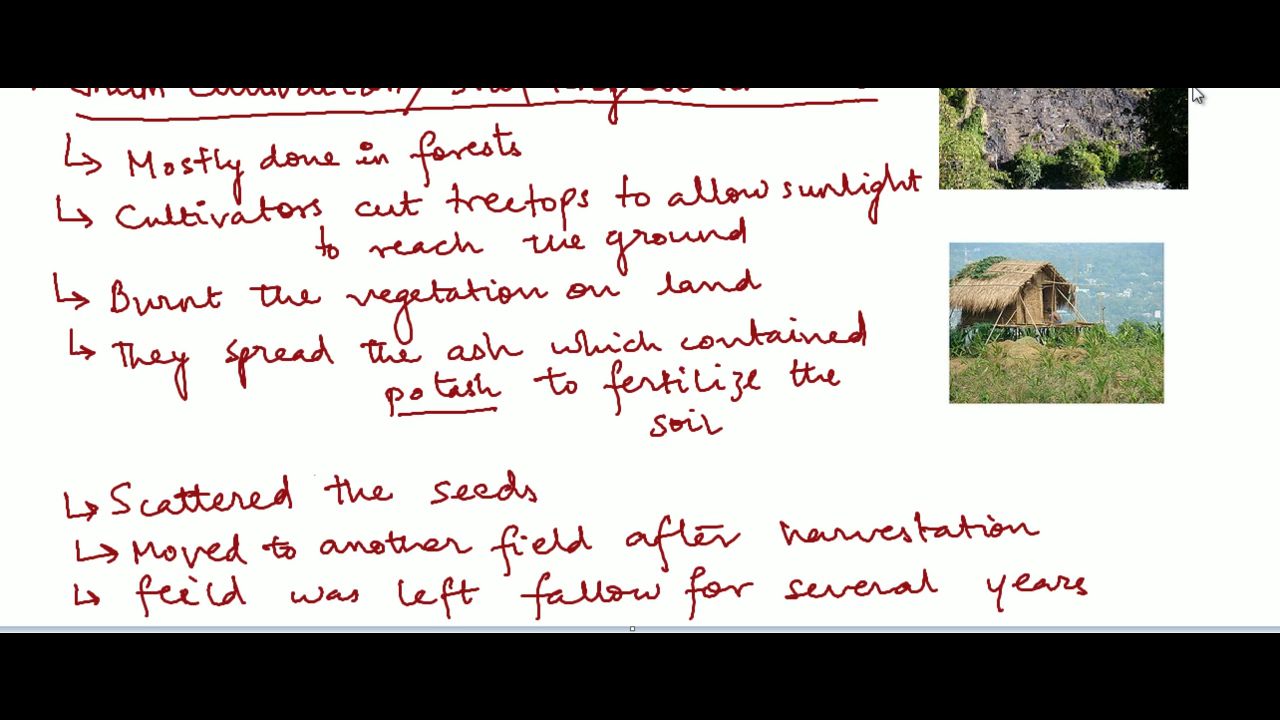 ↳ Mostly done in forests
↳ Cultivators cut treetops to allow sunlight
to reach the ground
↳ Burnt the vegetation on land
↳ They spread the ash which contained
potash to fertilize the
soil
↳ Scattered the seeds
↳ Moved to another field after harvestation
↳ feild was left fallow for several years